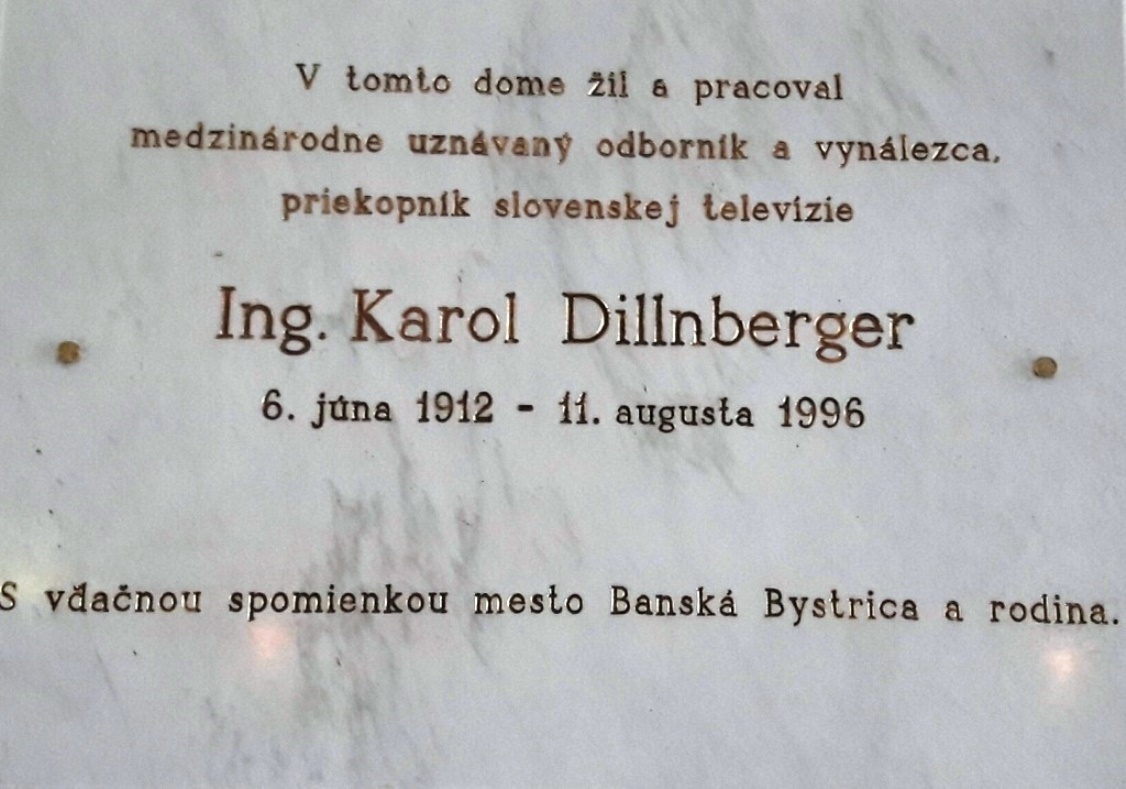 V tomto dome žil a pracoval
medzinárodne uznávaný odborník a vynálezca,
priekopník slovenskej televízie
Ing. Karol Dillnberger
6. júna 1912 - 11. augusta 1996
S vďačnou spomienkou mesto Banská Bystrica a rodina.